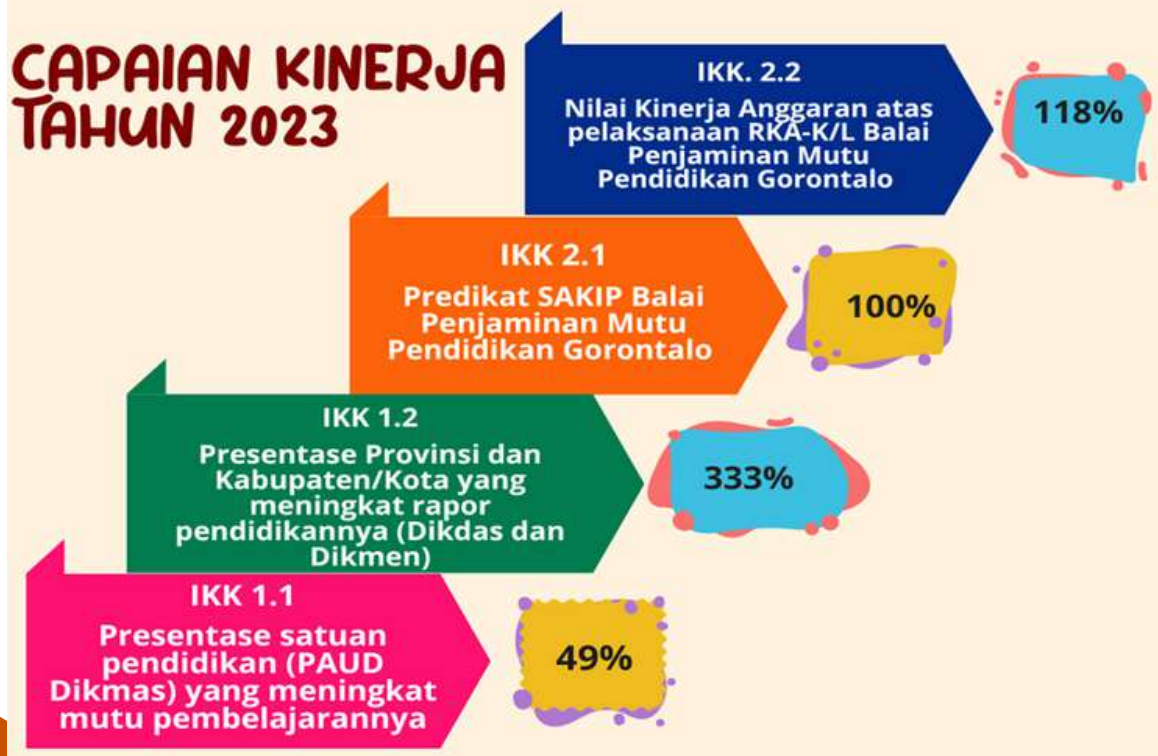 CAPAIAN KINERJA
TAHUN 2023
IKK. 2.2
Nilai Kinerja Anggaran atas
pelaksanaan RKA-K/L Balai
Penjaminan Mutu
Pendidikan Gorontalo
118%
IKK 2.1
Predikat SAKIP Balai
Penjaminan Mutu
Pendidikan Gorontalo
100%
IKK 1.2
Presentase Provinsi dan
Kabupaten/Kota yang
meningkat rapor
pendidikannya (Dikdas dan
Dikmen)
333%
IKK 1.1
Presentase satuan
pendidikan (PAUD
Dikmas) yang meningkat
mutu pembelajarannya
49%